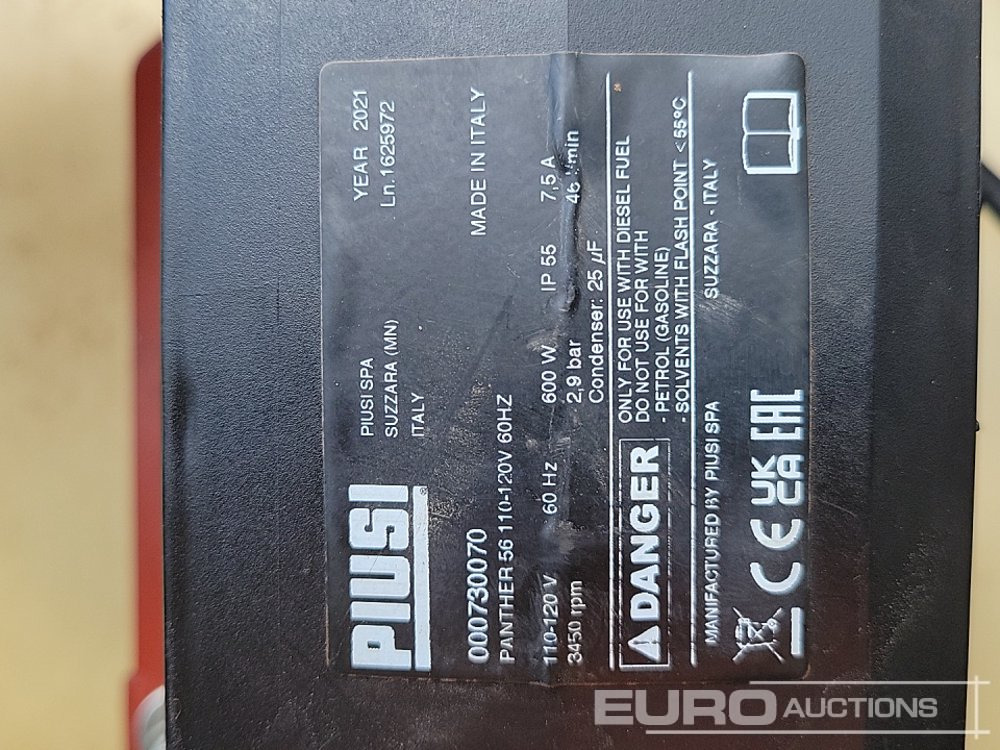 PIUSI
PIUSI SPA
SUZZARA (MN)
ITALY
YEAR 2021
Ln.1625972
000730070
MADE IN ITALY
PANTHER 56 110-120V 60HZ
110-120 V 60 Hz 600 W IP 55 7,5 A
3450 rpm 2,9 bar l/min
Condenser: 25 µF
DANGER
ONLY FOR USE WITH DIESEL FUEL
DO NOT USE FOR WITH
- PETROL (GASOLINE)
- SOLVENTS WITH FLASH POINT < 55°C
MANIFACTURED BY PIUSI SPA SUZZARA - ITALY
CE UK CA EAC
EURO AUCTIONS